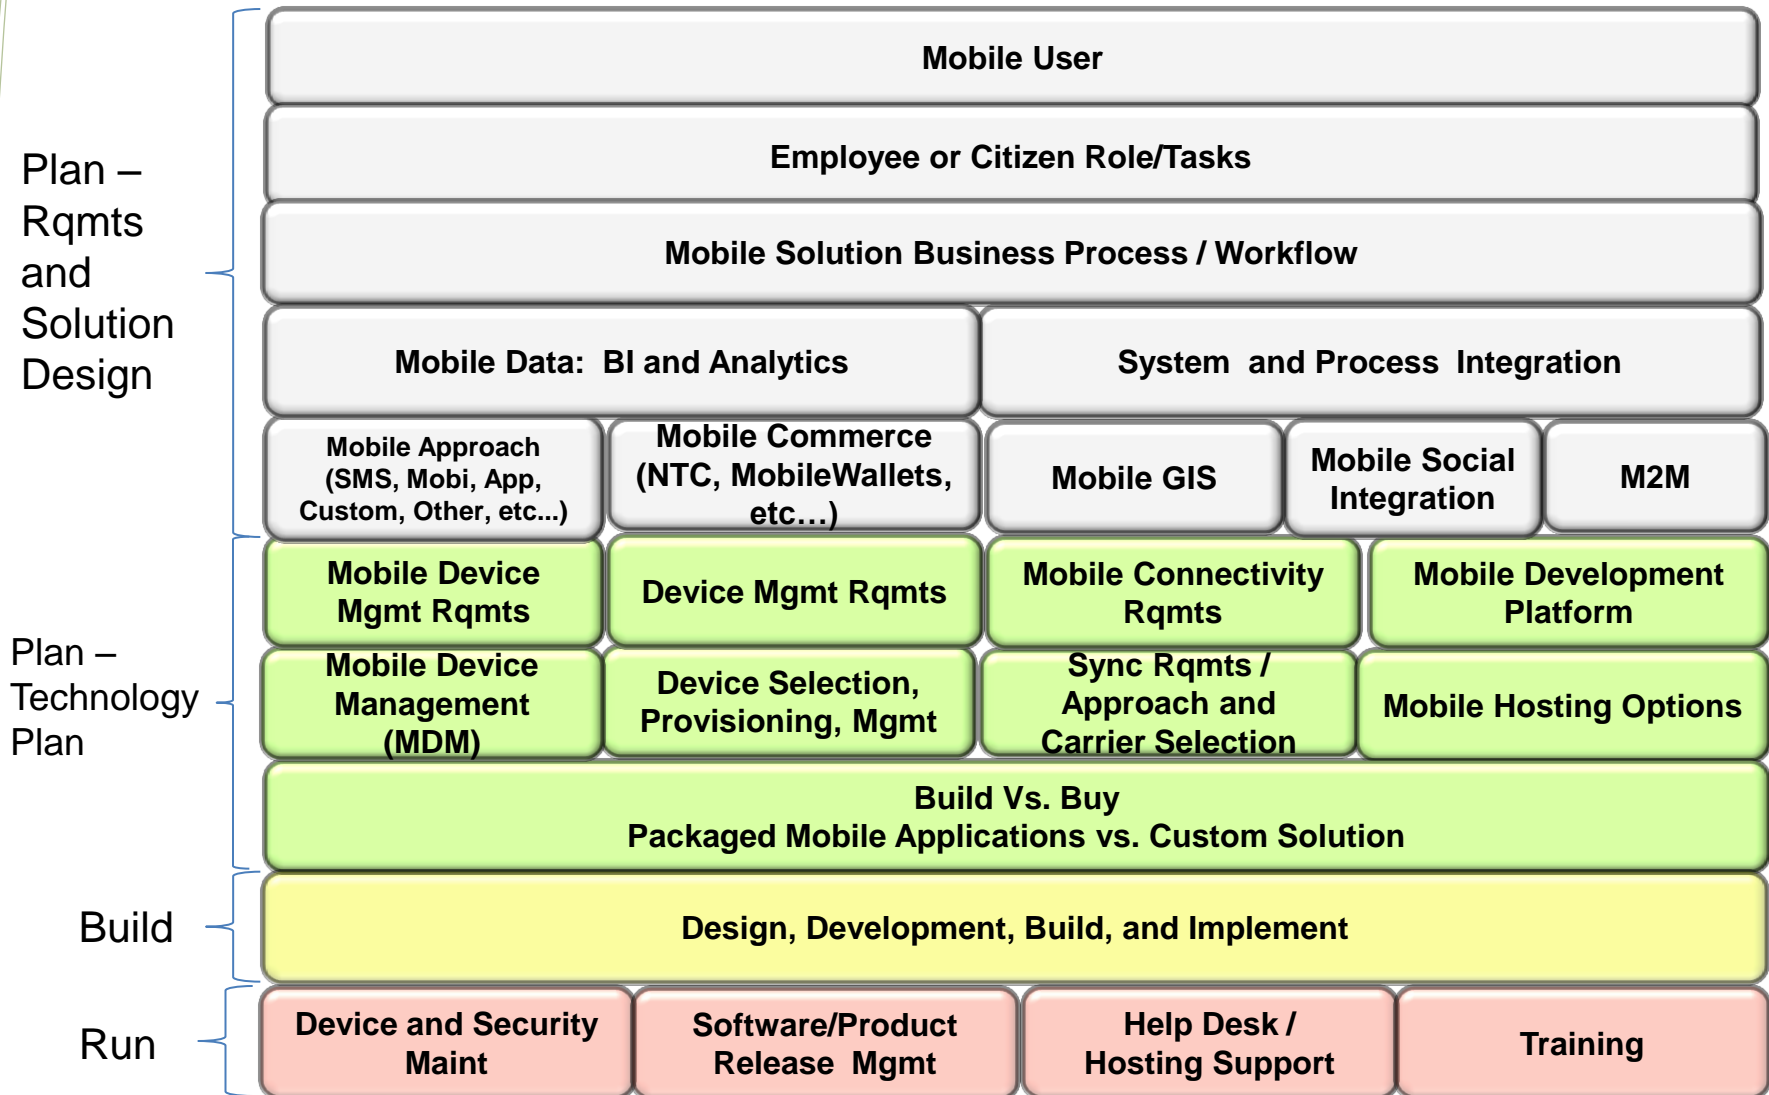 Plan –
Rqmts
and
Solution
Design
Mobile User
Employee or Citizen Role/Tasks
Mobile Solution Business Process / Workflow
Mobile Data: BI and Analytics
System and Process Integration
Mobile Approach
(SMS, Mobi, App,
Custom, Other, etc...)
Mobile Commerce
(NTC, MobileWallets,
etc…)
Mobile GIS
Mobile Social
Integration
M2M
Plan –
Technology
Plan
Mobile Device
Mgmt Rqmts
Device Mgmt Rqmts
Mobile Connectivity
Rqmts
Mobile Development
Platform
Mobile Device
Management
(MDM)
Device Selection,
Provisioning, Mgmt
Sync Rqmts /
Approach and
Carrier Selection
Mobile Hosting Options
Build Vs. Buy
Packaged Mobile Applications vs. Custom Solution
Build
Design, Development, Build, and Implement
Run
Device and Security
Maint
Software/Product
Release Mgmt
Help Desk /
Hosting Support
Training